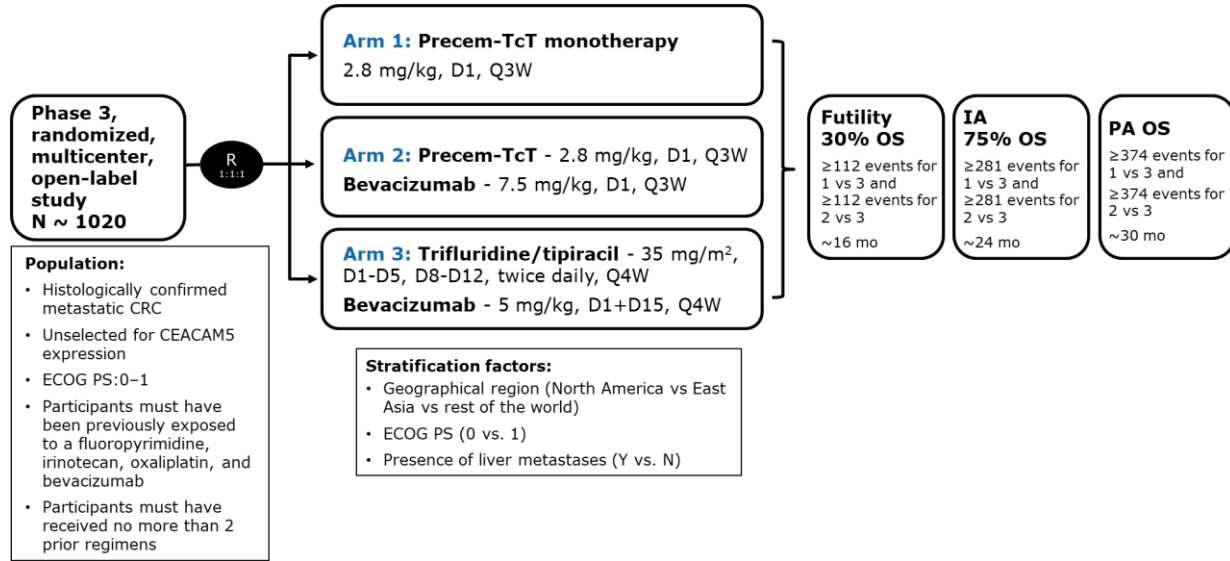 Phase 3,
randomized,
multicenter,
open-label
study
N ~ 1020
R
1:1:1
Arm 1: Precem-TcT monotherapy
2.8 mg/kg, D1, Q3W
Arm 2: Precem-TcT - 2.8 mg/kg, D1, Q3W
Bevacizumab - 7.5 mg/kg, D1, Q3W
Arm 3: Trifluridine/tipiracil - 35 mg/m²,
D1-D5, D8-D12, twice daily, Q4W
Bevacizumab - 5 mg/kg, D1+D15, Q4W
Futility
30% OS
≥112 events for
1 vs 3 and
≥112 events for
2 vs 3
~16 mo
IA
75% OS
≥281 events for
1 vs 3 and
≥281 events for
2 vs 3
~24 mo
PA OS
≥374 events for
1 vs 3 and
≥374 events for
2 vs 3
~30 mo
Population:
• Histologically confirmed
metastatic CRC
• Unselected for CEACAM5
expression
• ECOG PS:0–1
• Participants must have
been previously exposed
to a fluoropyrimidine,
irinotecan, oxaliplatin, and
bevacizumab
• Participants must have
received no more than 2
prior regimens
Stratification factors:
• Geographical region (North America vs East
Asia vs rest of the world)
• ECOG PS (0 vs. 1)
• Presence of liver metastases (Y vs. N)